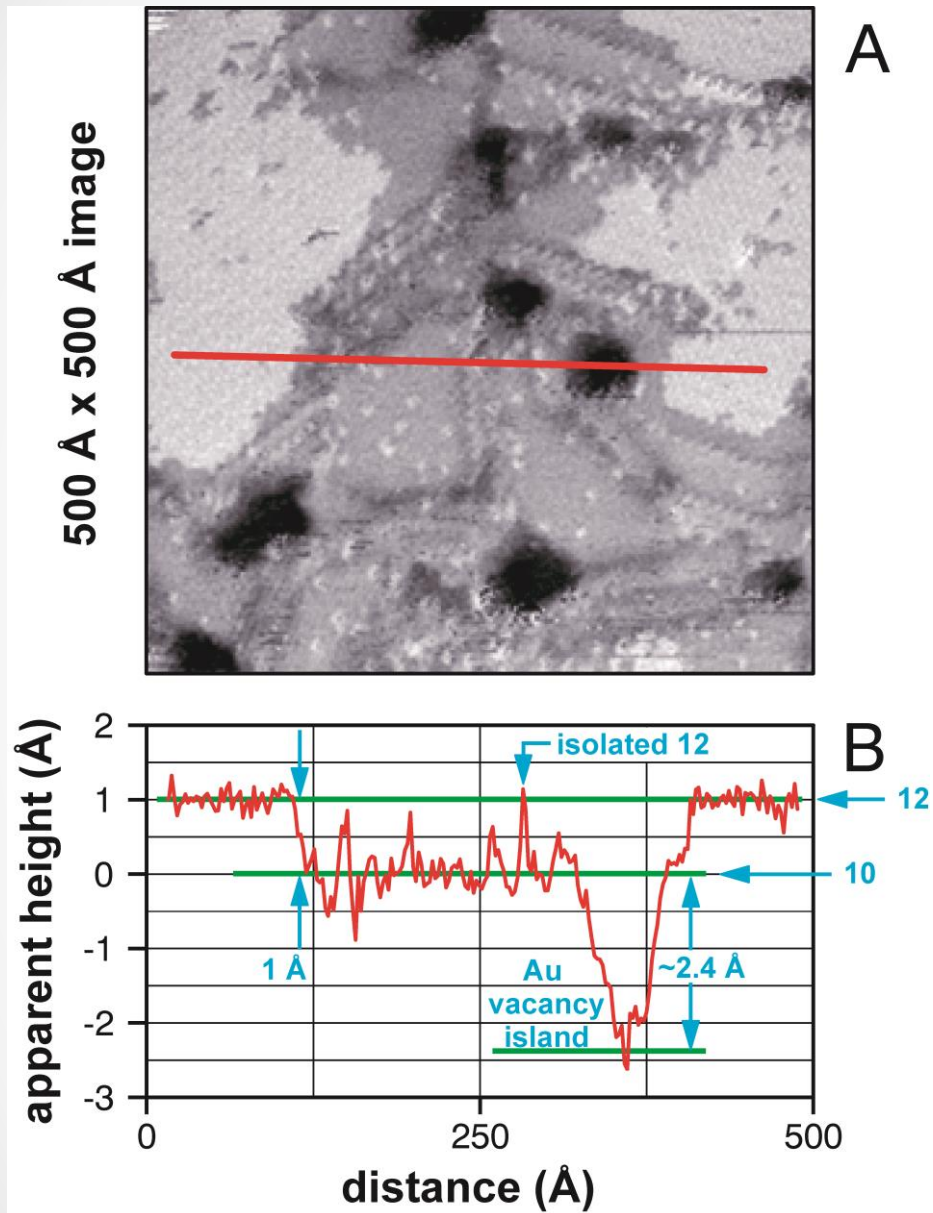 A
500 Å x 500 Å image
B
apparent height (Å)
2
1
0
-1
-2
-3
isolated 12
12
10
1 Å
Au
vacancy
island
~2.4 Å
0
250
500
distance (Å)